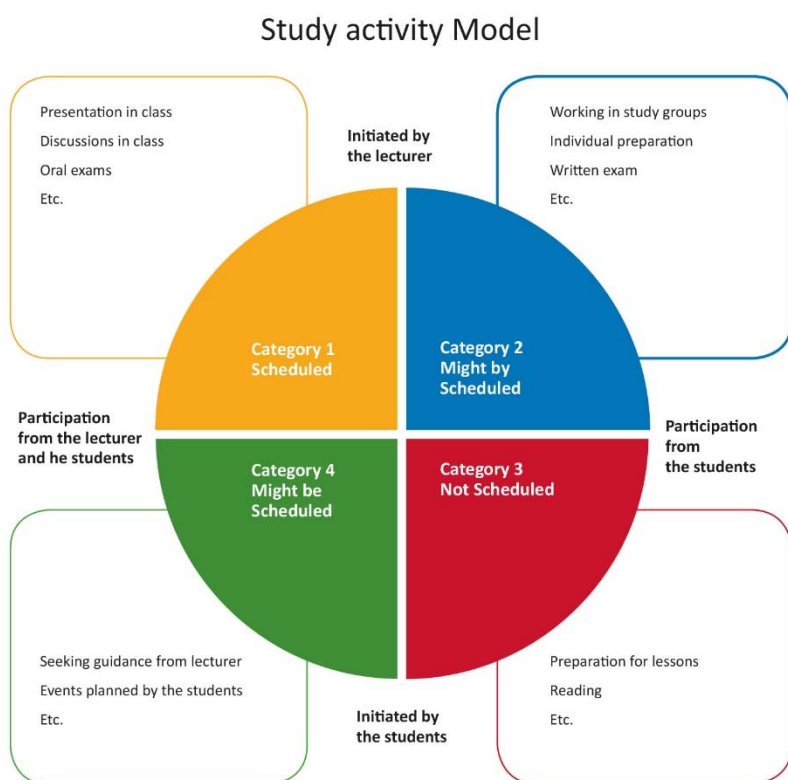 Study activity Model
Presentation in class
Discussions in class
Oral exams
Etc.
Initiated by
the lecturer
Working in study groups
Individual preparation
Written exam
Etc.
Category 1
Scheduled
Category 2
Might by
Scheduled
Participation
from the lecturer
and he students
Participation
from
the students
Category 4
Might be
Scheduled
Category 3
Not Scheduled
Seeking guidance from lecturer
Events planned by the students
Etc.
Initiated by
the students
Preparation for lessons
Reading
Etc.